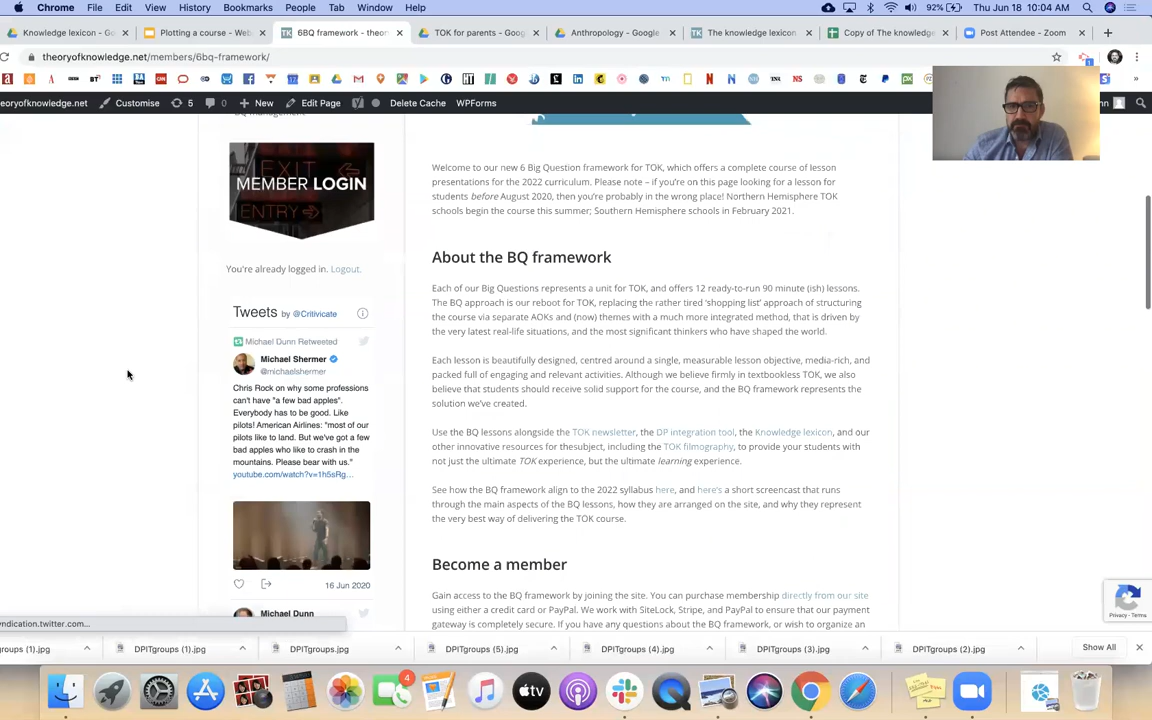 Chrome File Edit View History Bookmarks People Tab Window Help 92% Thu Jun 18 10:04 AM
Knowledge lexicon - G... Plotting a course - Web... 6BQ framework - theor TOK for parents - Goog Anthropology - Google The knowledge lexicon, Copy of The knowledge Post Attendee - Zoom
theoryofknowledge.net/members/6bq-framework/
eoryofknowledge.net Customise 5 0 New Edit Page Delete Cache WPForms
BQ management
EXIT
MEMBER LOGIN
ENTRY
You're already logged in. Logout.
Tweets by @Criticivate
Michael Dunn Retweeted
Michael Shermer
@michaelshermer
Chris Rock on why some professions
can't have "a few bad apples".
Everybody has to be good. Like
pilots! American Airlines: "most of our
pilots like to land. But we've got a few
bad apples who like to crash in the
mountains. Please bear with us."
youtube.com/watch?v=1h5sRg...
16 Jun 2020
Michael Dunn
Welcome to our new 6 Big Question framework for TOK, which offers a complete course of lesson
presentations for the 2022 curriculum. Please note – if you're on this page looking for a lesson for
students before August 2020, then you're probably in the wrong place! Northern Hemisphere TOK
schools begin the course this summer; Southern Hemisphere schools in February 2021.
About the BQ framework
Each of our Big Questions represents a unit for TOK, and offers 12 ready-to-run 90 minute (ish) lessons.
The BQ approach is our reboot for TOK, replacing the rather tired 'shopping list' approach of structuring
the course via separate AOKs and (now) themes with a much more integrated method, that is driven by
the very latest real-life situations, and the most significant thinkers who have shaped the world.
Each lesson is beautifully designed, centred around a single, measurable lesson objective, media-rich, and
packed full of engaging and relevant activities. Although we believe firmly in textbookless TOK, we also
believe that students should receive solid support for the course, and the BQ framework represents the
solution we've created.
Use the BQ lessons alongside the TOK newsletter, the DP integration tool, the Knowledge lexicon, and our
other innovative resources for thesubject, including the TOK filmography, to provide your students with
not just the ultimate TOK experience, but the ultimate learning experience.
See how the BQ framework align to the 2022 syllabus here, and here's a short screencast that runs
through the main aspects of the BQ lessons, how they are arranged on the site, and why they represent
the very best way of delivering the TOK course.
Become a member
Gain access to the BQ framework by joining the site. You can purchase membership directly from our site
using either a credit card or PayPal. We work with SiteLock, Stripe, and PayPal to ensure that our payment
gateway is completely secure. If you have any questions about the BQ framework, or wish to organize an
Privacy - Terms
ndication.twitter.com...
groups (1).jpg DPITgroups (1).jpg DPITgroups.jpg DPITgroups (5).jpg DPITgroups (4).jpg DPITgroups (3).jpg DPITgroups (2).jpg Show All
4
tv